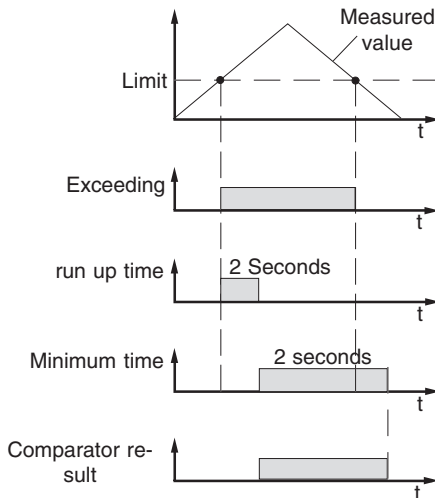 Measured
value
Limit
t
Exceeding
t
run up time
2 Seconds
t
Minimum time
2 seconds
t
Comparator re-
sult
t